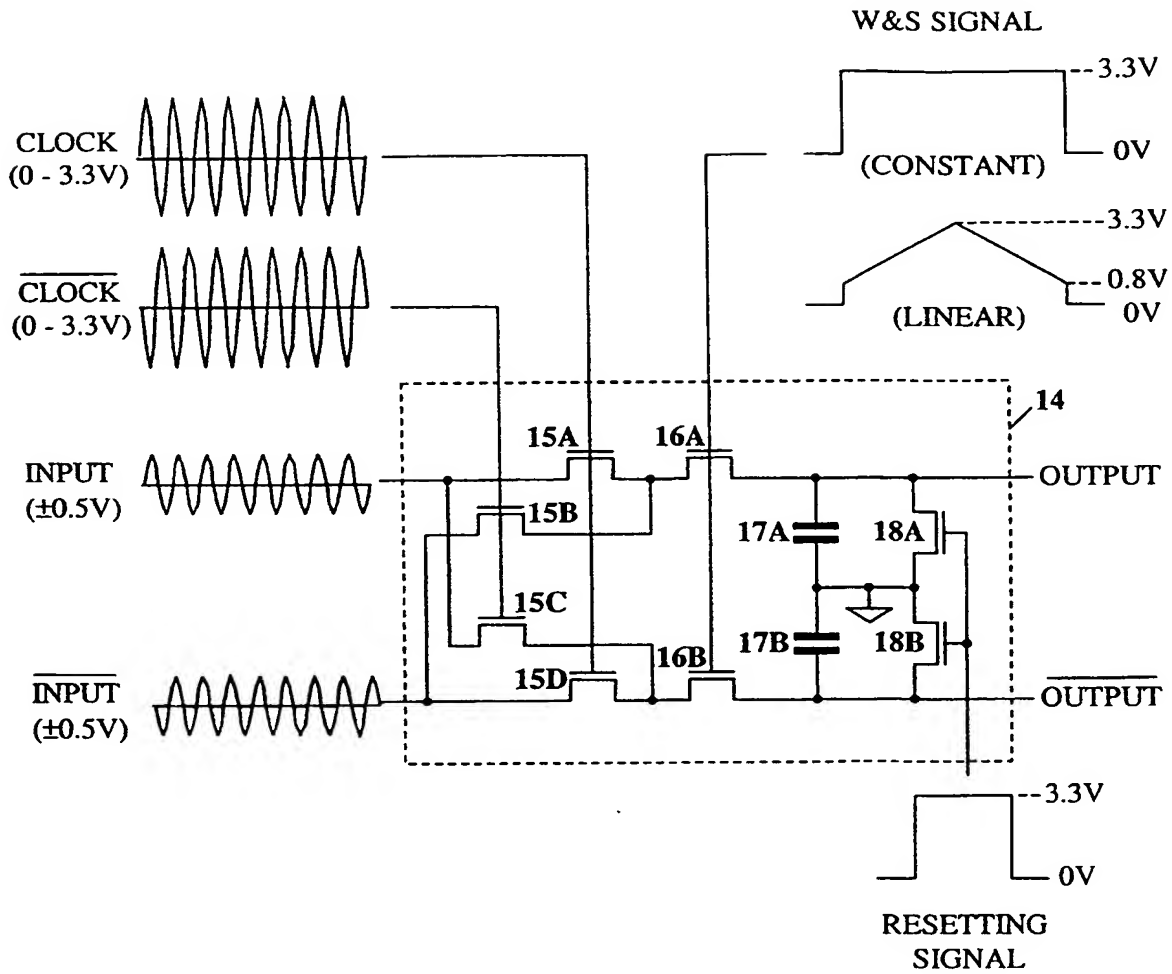 W&S SIGNAL
3.3V
CLOCK
(0 - 3.3V)
0V
(CONSTANT)
3.3V
CLOCK
(0 - 3.3V)
0.8V
0V
(LINEAR)
14
15A
16A
INPUT
(±0.5V)
OUTPUT
15B
17A
18A
15C
17B
18B
16B
15D
INPUT
(±0.5V)
OUTPUT
3.3V
0V
RESETTING
SIGNAL